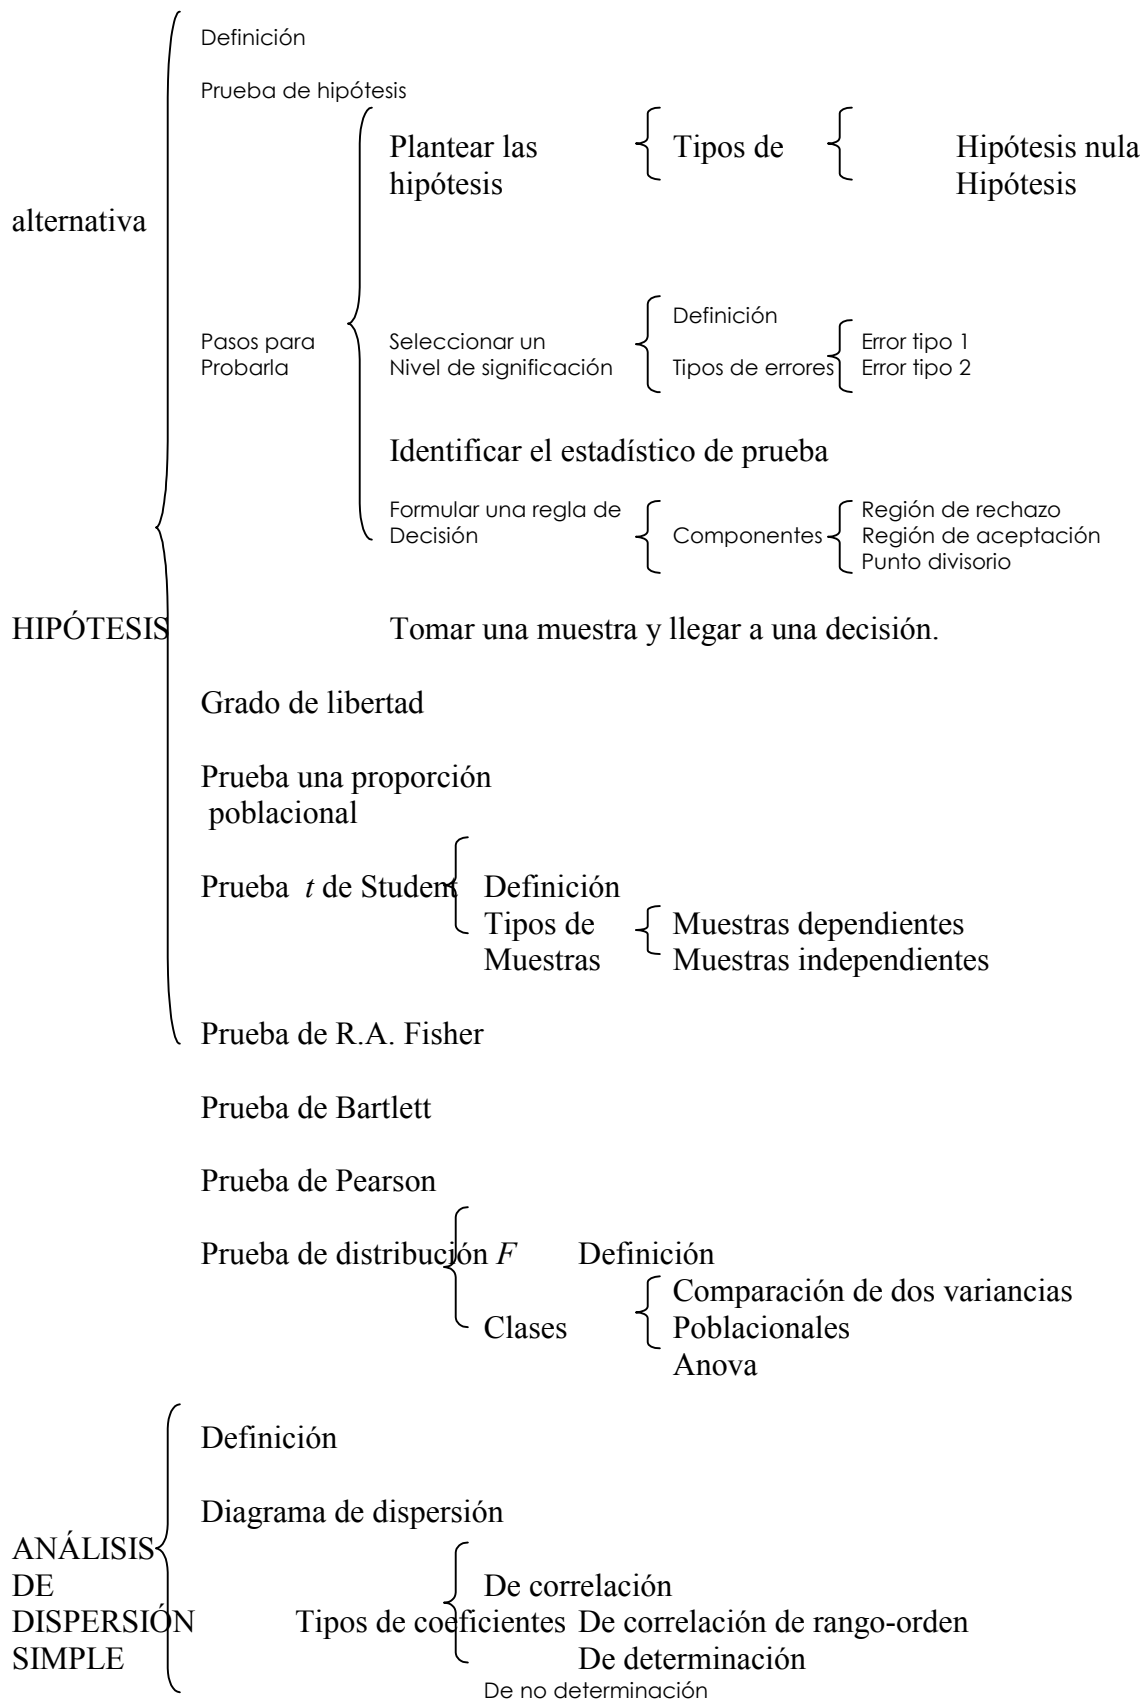 Definición
Prueba de hipótesis
Plantear las Tipos de Hipótesis nula
hipótesis Hipótesis
alternativa
Definición
Pasos para Seleccionar un Error tipo 1
Probarla Nivel de significación Tipos de errores Error tipo 2
Identificar el estadístico de prueba
Formular una regla de Región de rechazo
Decisión Componentes Región de aceptación
Punto divisorio
HIPÓTESIS Tomar una muestra y llegar a una decisión.
Grado de libertad
Prueba una proporción
poblacional
Prueba t de Student Definición
Tipos de Muestras dependientes
Muestras Muestras independientes
Prueba de R.A. Fisher
Prueba de Bartlett
Prueba de Pearson
Prueba de distribución F Definición
Comparación de dos variancias
Clases Poblacionales
Anova
Definición
Diagrama de dispersión
ANÁLISIS
DE De correlación
DISPERSIÓN Tipos de coeficientes De correlación de rango-orden
SIMPLE De determinación
De no determinación